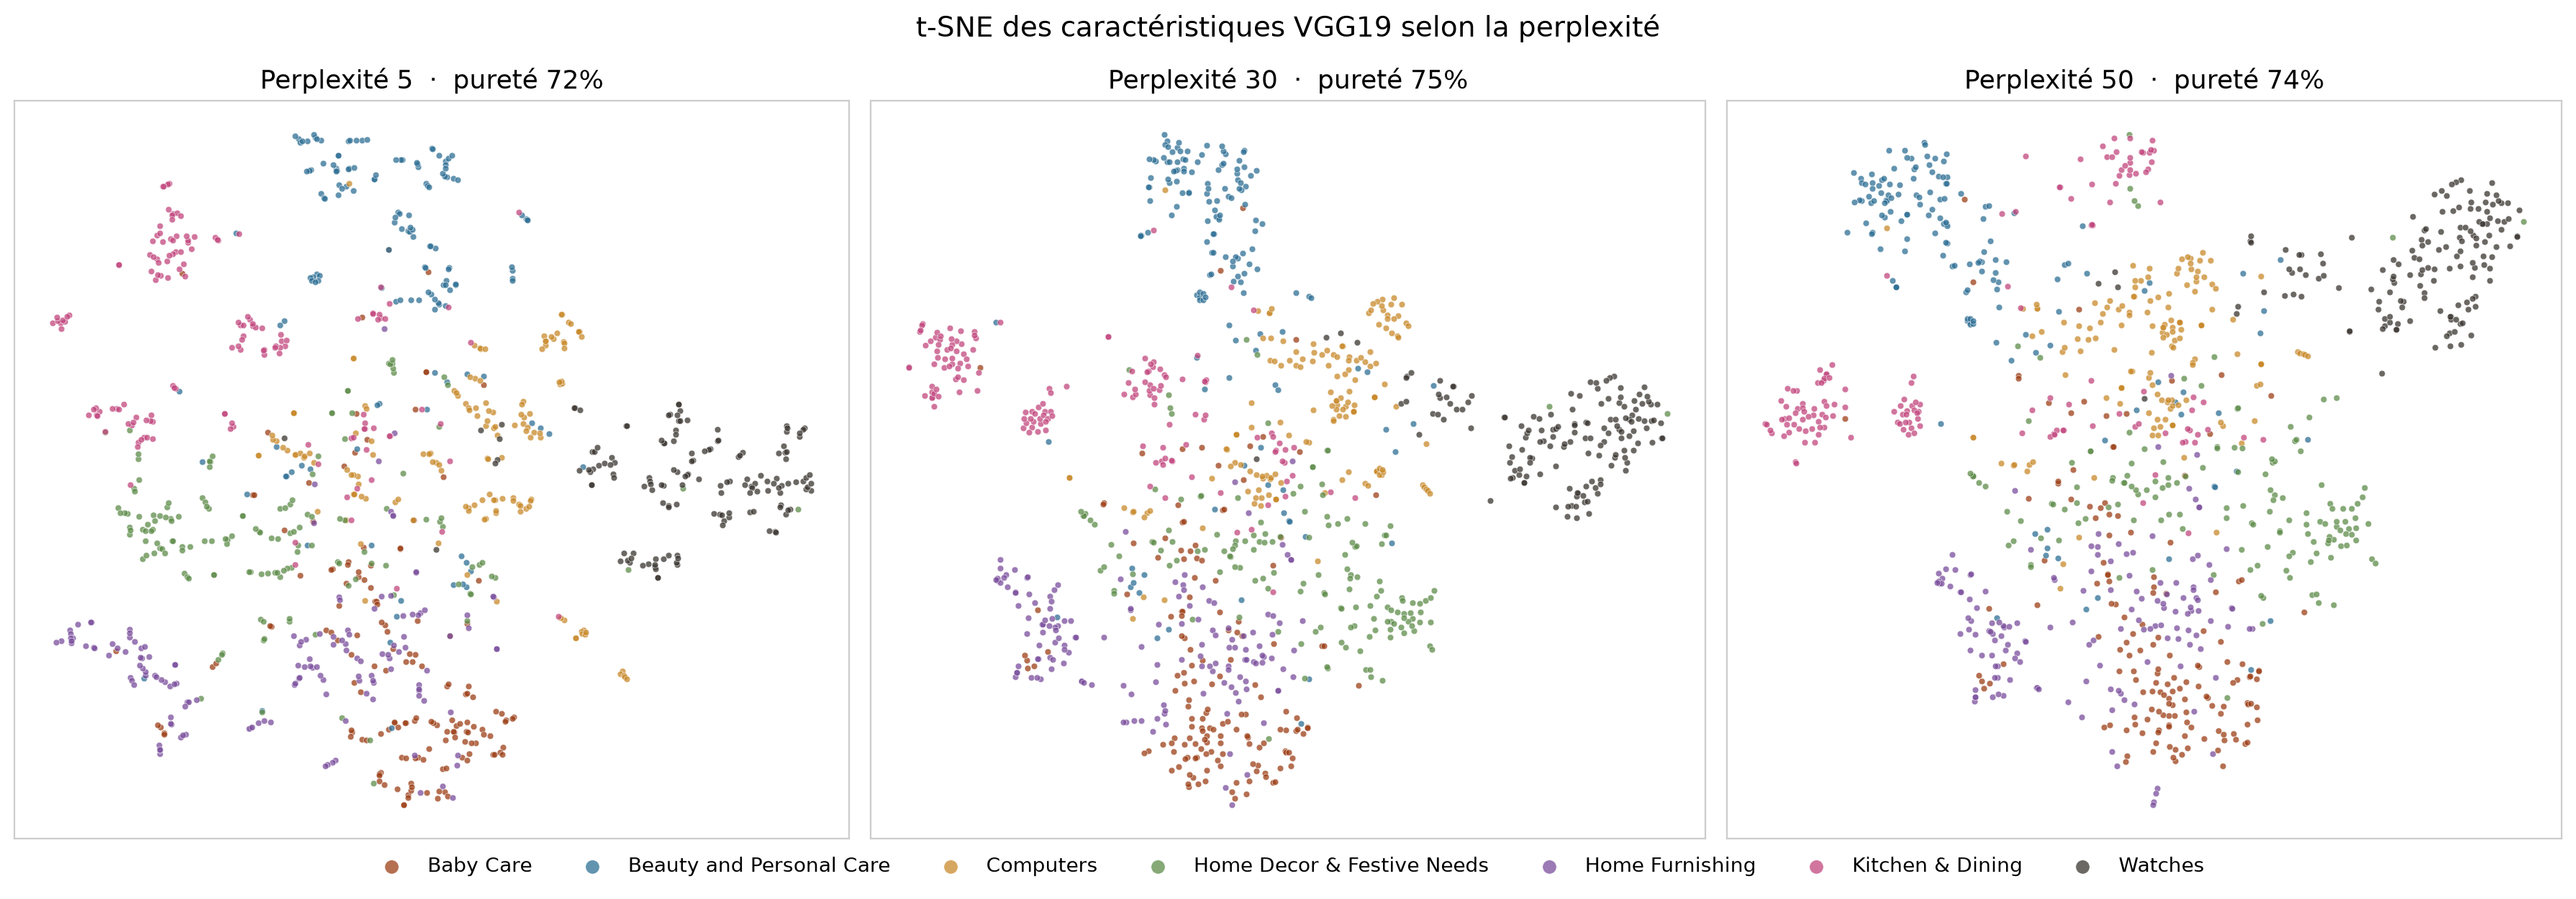 t-SNE des caractéristiques VGG19 selon la perplexité
Perplexité 5 · pureté 72%
Perplexité 30 · pureté 75%
Perplexité 50 · pureté 74%
Baby Care
Beauty and Personal Care
Computers
Home Decor & Festive Needs
Home Furnishing
Kitchen & Dining
Watches